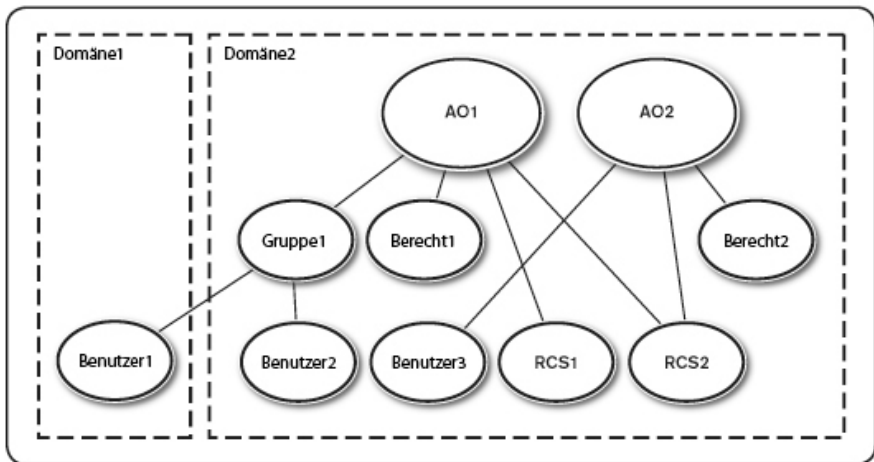 Domäne1
Domäne2
AO1
AO2
Gruppe1
Berecht1
Berecht2
Benutzer1
Benutzer2
Benutzer3
RCS1
RCS2